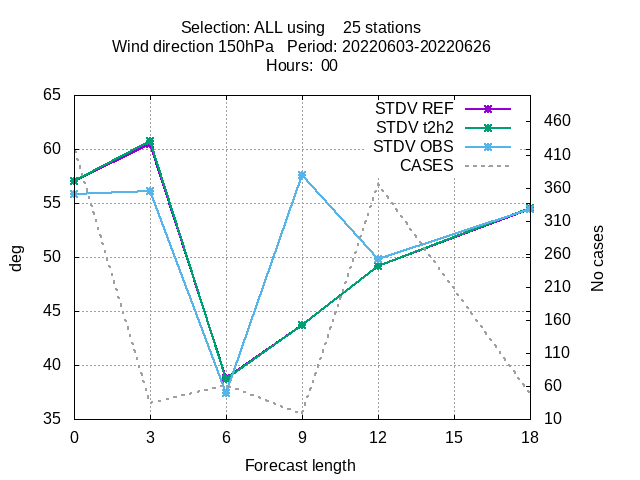 Selection: ALL using    25 stations
Wind direction 150hPa   Period: 20220603-20220626
Hours:  00
STDV REF
STDV t2h2
STDV OBS
CASES
65
60
55
50
45
40
35
deg
460
410
360
310
260
210
160
110
60
10
No cases
0 3 6 9 12 15 18
Forecast length